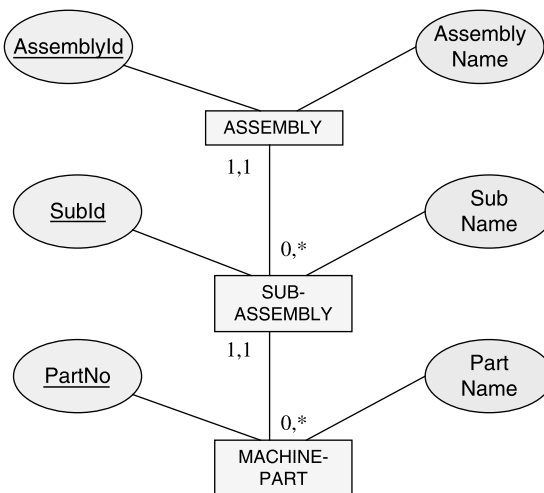 AssemblyId
Assembly
Name
ASSEMBLY
1,1
SubId
Sub
Name
0,*
SUB-
ASSEMBLY
1,1
PartNo
Part
Name
0,*
MACHINE-
PART